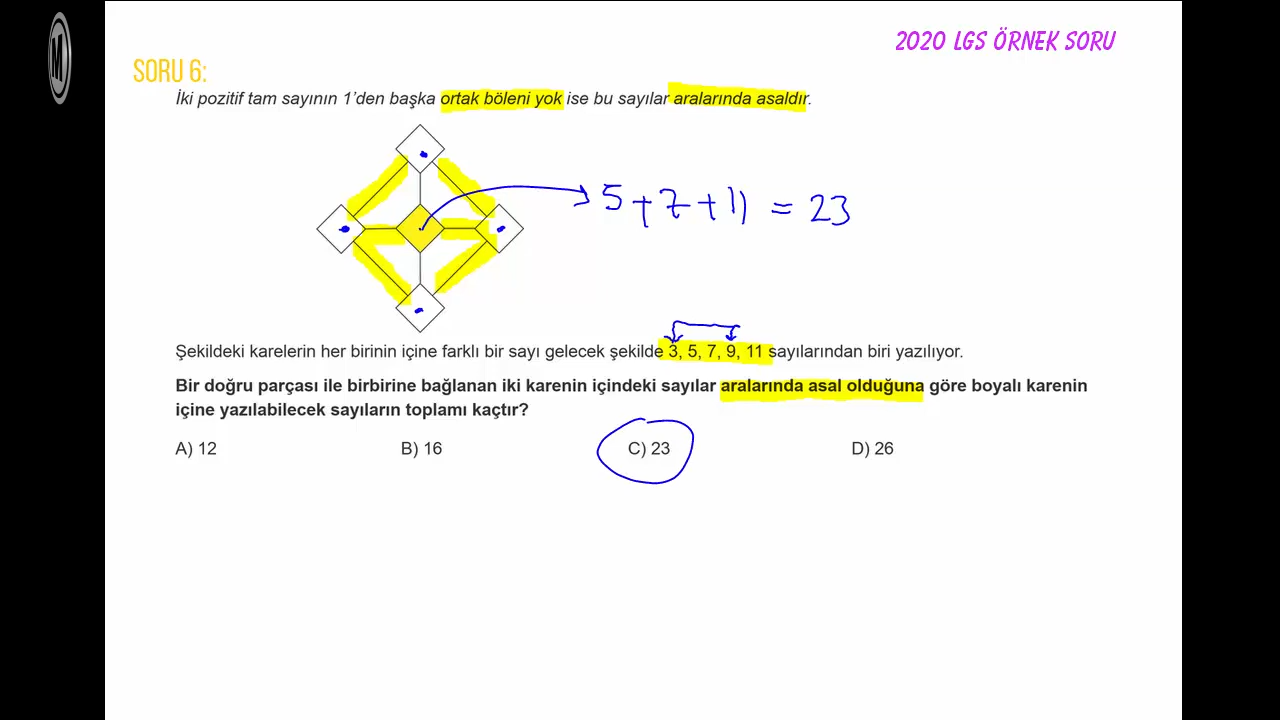 M
2020 LGS ÖRNEK SORU
SORU 6:
İki pozitif tam sayının 1'den başka ortak böleni yok ise bu sayılar aralarında asaldır.
5 + 7 + 11 = 23
Şekildeki karelerin her birinin içine farklı bir sayı gelecek şekilde 3, 5, 7, 9, 11 sayılarından biri yazılıyor.
Bir doğru parçası ile birbirine bağlanan iki karenin içindeki sayılar aralarında asal olduğuna göre boyalı karenin
içine yazılabilecek sayıların toplamı kaçtır?
A) 12 B) 16 C) 23 D) 26